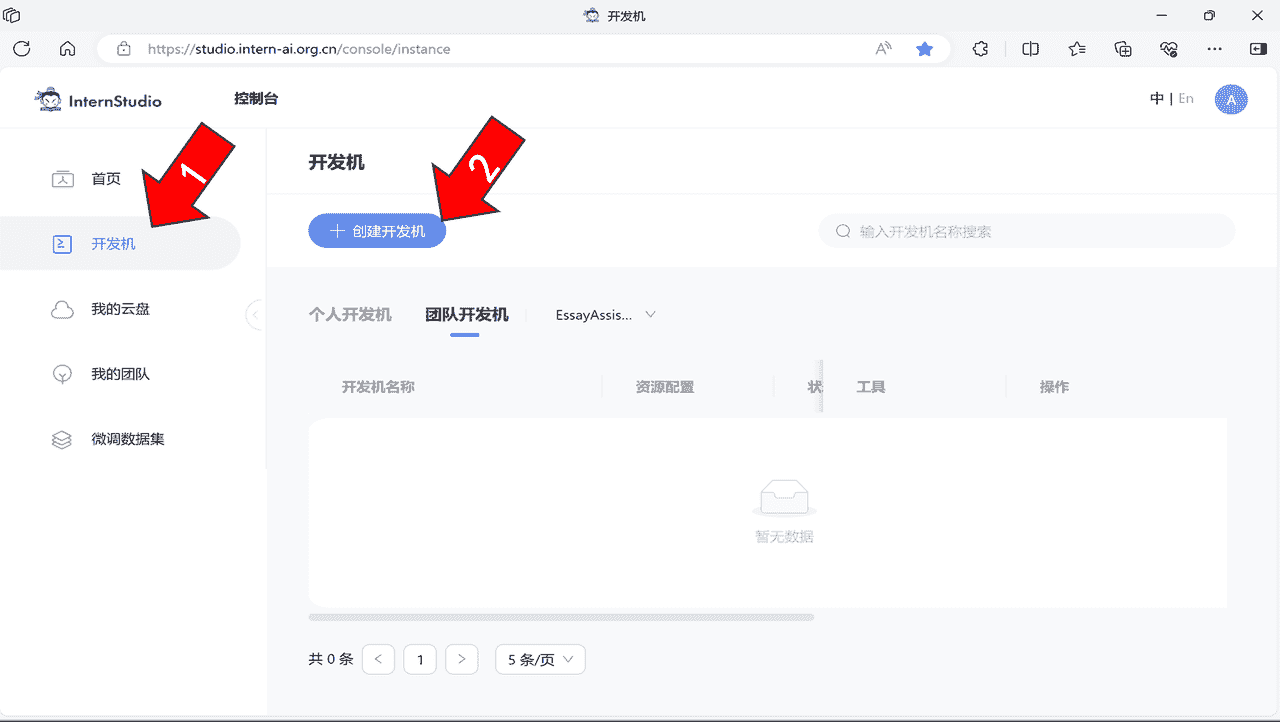 开发机
https://studio.intern-ai.org.cn/console/instance
InternStudio
控制台
中 | En
A
首页
开发机
我的云盘
我的团队
微调数据集
1
2
开发机
+ 创建开发机
输入开发机名称搜索
个人开发机 团队开发机 EssayAssis...
开发机名称 资源配置 状 工具 操作
暂无数据
共 0 条 < 1 > 5 条/页